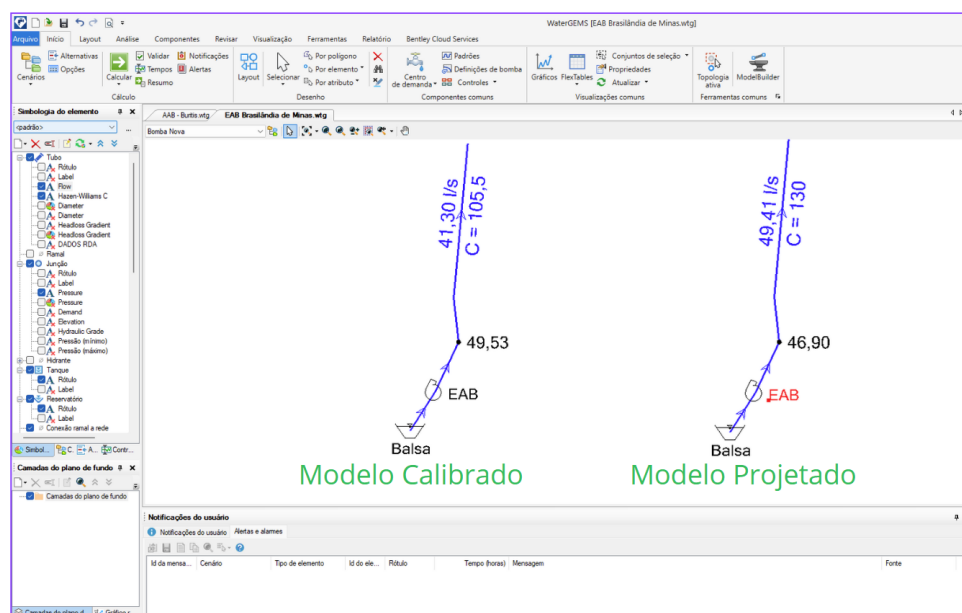 WaterGEMS [EAB Brasilândia de Minas.wtg]
Arquivo Início Layout Análise Componentes Revisar Visualização Ferramentas Relatório Bentley Cloud Services
Cenários
Alternativas
Opções
Calcular
Validar Notificações
Tempos Alertas
Resumo
Cálculo
Layout
Selecionar
Por polígono
Por elemento
Por atributo
Desenho
Centro de demanda
Padrões
Definições de bomba
Controles
Componentes comuns
Gráficos FlexTables
Conjuntos de seleção
Propriedades
Atualizar
Visualizações comuns
Topologia ativa
ModelBuilder
Ferramentas comuns
Simbologia do elemento
<padrão>
Tubo
Rótulo
Label
Flow
Hazen-Williams C
Diameter
Diameter
Headloss Gradient
Headloss Gradient
DADOS RDA
Ramal
Junção
Rótulo
Label
Pressure
Pressure
Demand
Elevation
Hydraulic Grade
Pressão (mínimo)
Pressão (máximo)
Hidrante
Tanque
Rótulo
Label
Reservatório
Rótulo
Label
Conexão ramal a rede
Simbol... C. A... Contr...
Camadas do plano de fundo
Camadas do plano de fundo
AAB - Buritis.wtg EAB Brasilândia de Minas.wtg
Bomba Nova
41,30 l/s
C = 105,5
49,53
EAB
Balsa
Modelo Calibrado
49,41 l/s
C = 130
46,90
EAB
Balsa
Modelo Projetado
Notificações do usuário
Notificações do usuário Alertas e alarmes
Id da mensa... Cenário Tipo de elemento Id do ele... Rótulo Tempo (horas) Mensagem Fonte